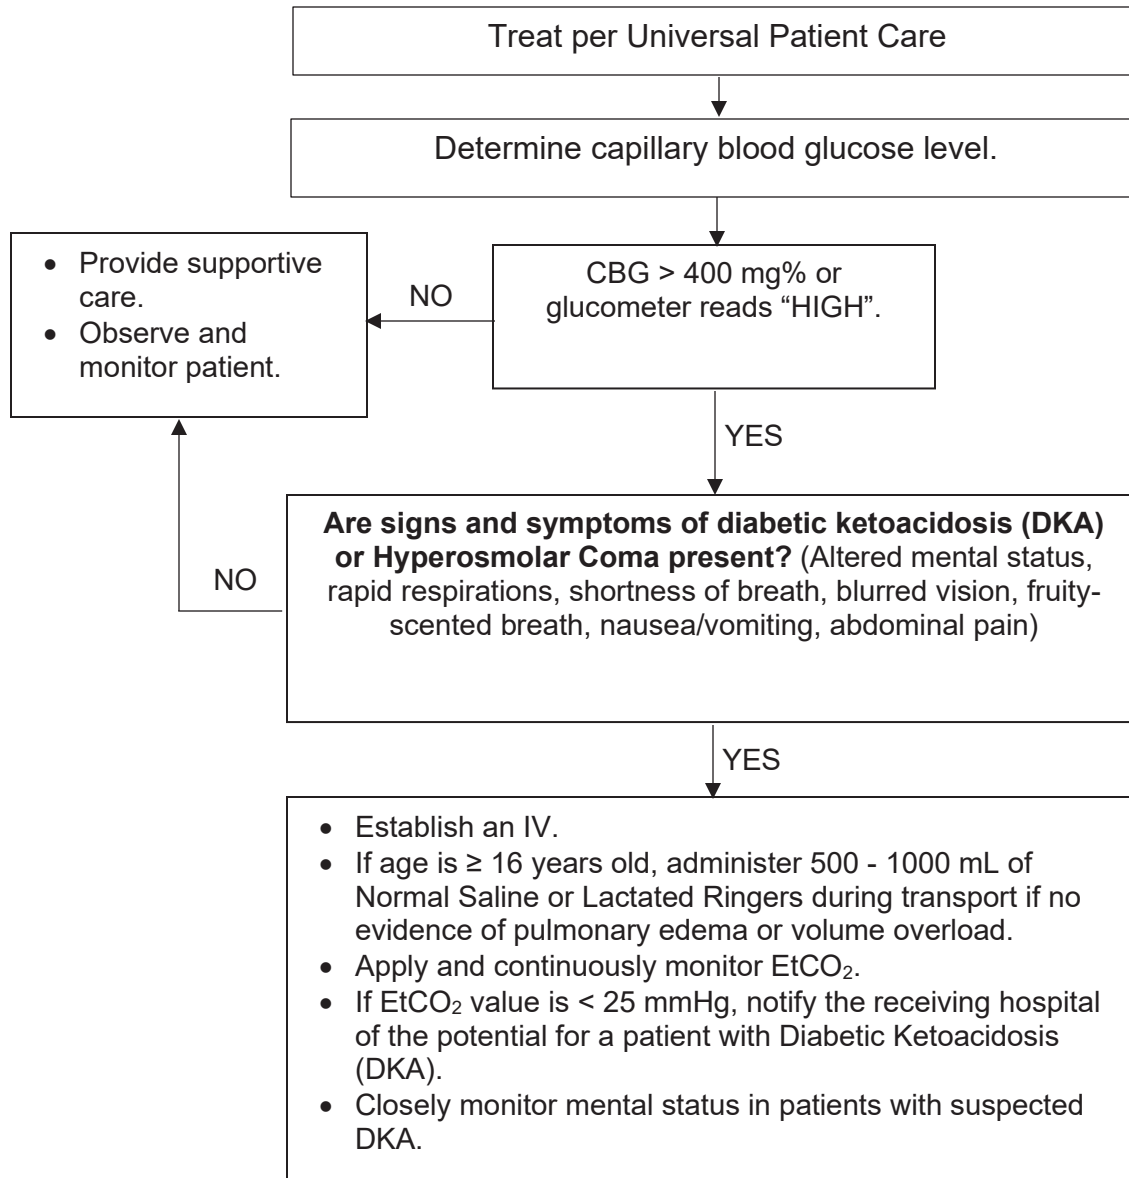 Treat per Universal Patient Care
Determine capillary blood glucose level.
CBG > 400 mg% or
glucometer reads “HIGH”.
NO
• Provide supportive
care.
• Observe and
monitor patient.
YES
Are signs and symptoms of diabetic ketoacidosis (DKA)
or Hyperosmolar Coma present? (Altered mental status,
rapid respirations, shortness of breath, blurred vision, fruity-
scented breath, nausea/vomiting, abdominal pain)
NO
YES
• Establish an IV.
• If age is ≥ 16 years old, administer 500 - 1000 mL of
Normal Saline or Lactated Ringers during transport if no
evidence of pulmonary edema or volume overload.
• Apply and continuously monitor EtCO₂.
• If EtCO₂ value is < 25 mmHg, notify the receiving hospital
of the potential for a patient with Diabetic Ketoacidosis
(DKA).
• Closely monitor mental status in patients with suspected
DKA.